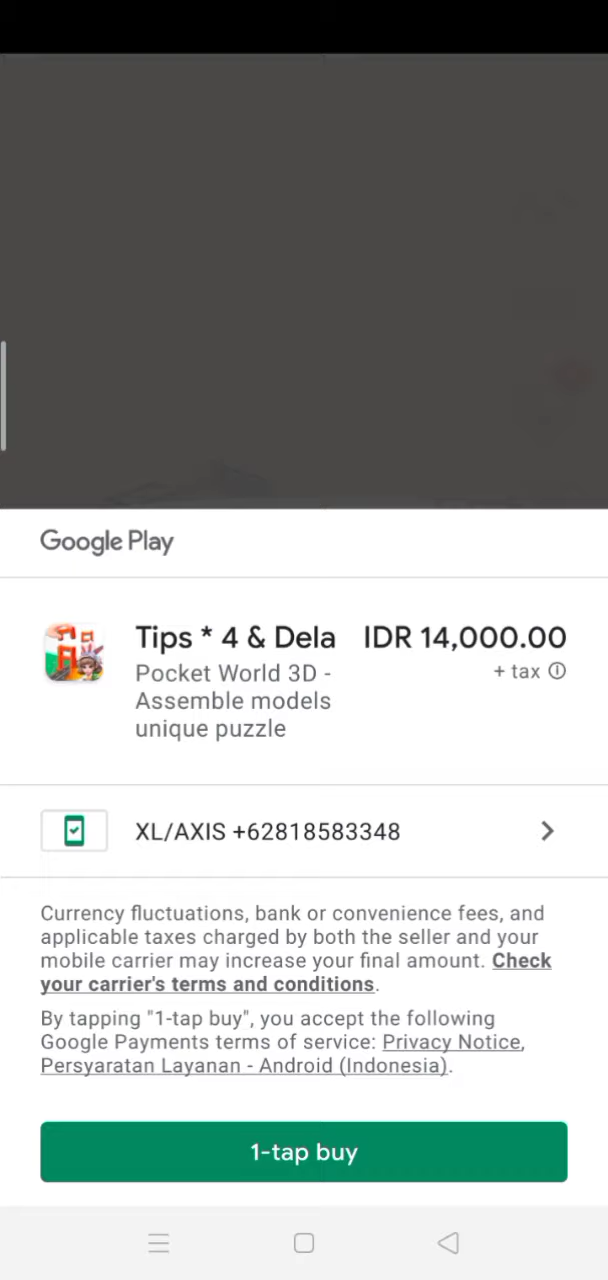 Google Play
Tips * 4 & Dela IDR 14,000.00
Pocket World 3D - + tax
Assemble models
unique puzzle
XL/AXIS +62818583348
Currency fluctuations, bank or convenience fees, and
applicable taxes charged by both the seller and your
mobile carrier may increase your final amount. Check
your carrier's terms and conditions.
By tapping "1-tap buy", you accept the following
Google Payments terms of service: Privacy Notice,
Persyaratan Layanan - Android (Indonesia).
1-tap buy